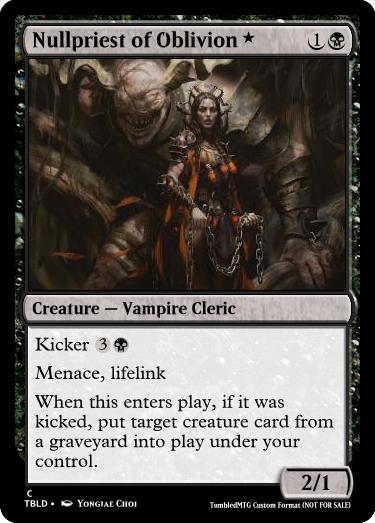 Nullpriest of Oblivion ★ 1
Creature — Vampire Cleric
Kicker 3
Menace, lifelink
When this enters play, if it was
kicked, put target creature card from
a graveyard into play under your
control.
2/1
C
TBLD • Yongjae Choi
TumbledMTG Custom Format (NOT FOR SALE)